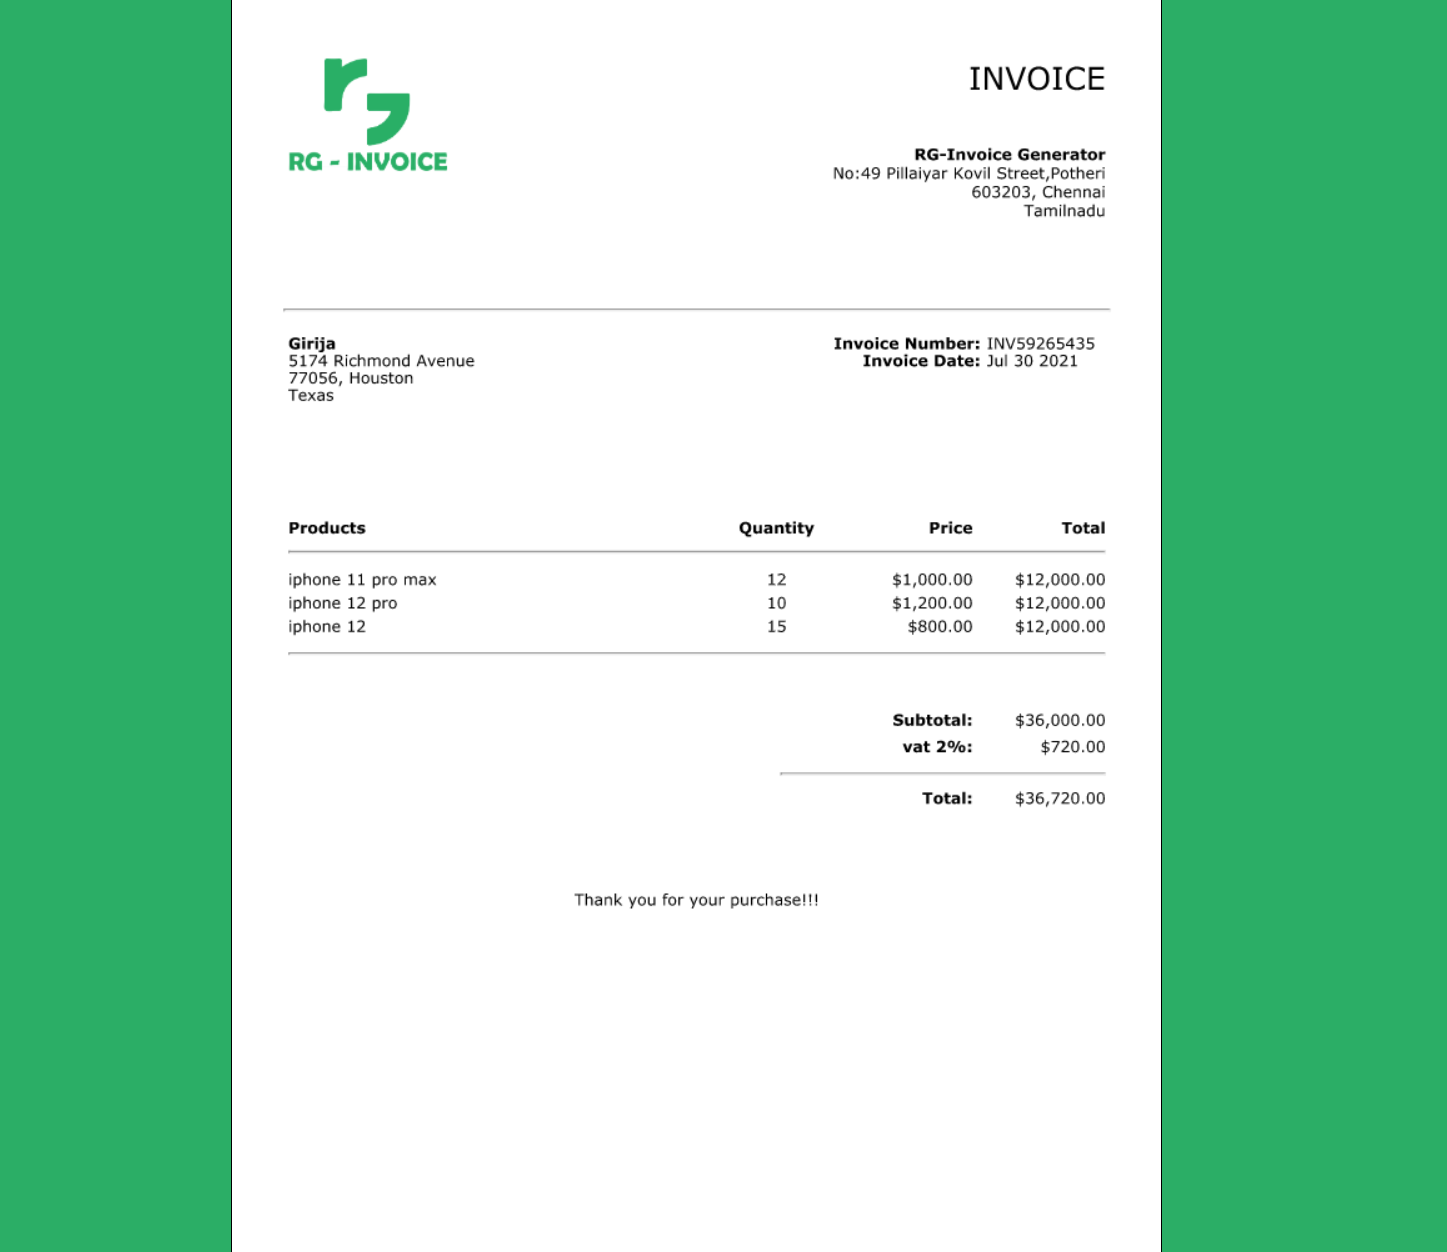 RG - INVOICE
INVOICE
RG-Invoice Generator
No:49 Pillaiyar Kovil Street,Potheri
603203, Chennai
Tamilnadu
Girija
5174 Richmond Avenue
77056, Houston
Texas
Invoice Number: INV59265435
Invoice Date: Jul 30 2021
Products Quantity Price Total
iphone 11 pro max 12 $1,000.00 $12,000.00
iphone 12 pro 10 $1,200.00 $12,000.00
iphone 12 15 $800.00 $12,000.00
Subtotal: $36,000.00
vat 2%: $720.00
Total: $36,720.00
Thank you for your purchase!!!